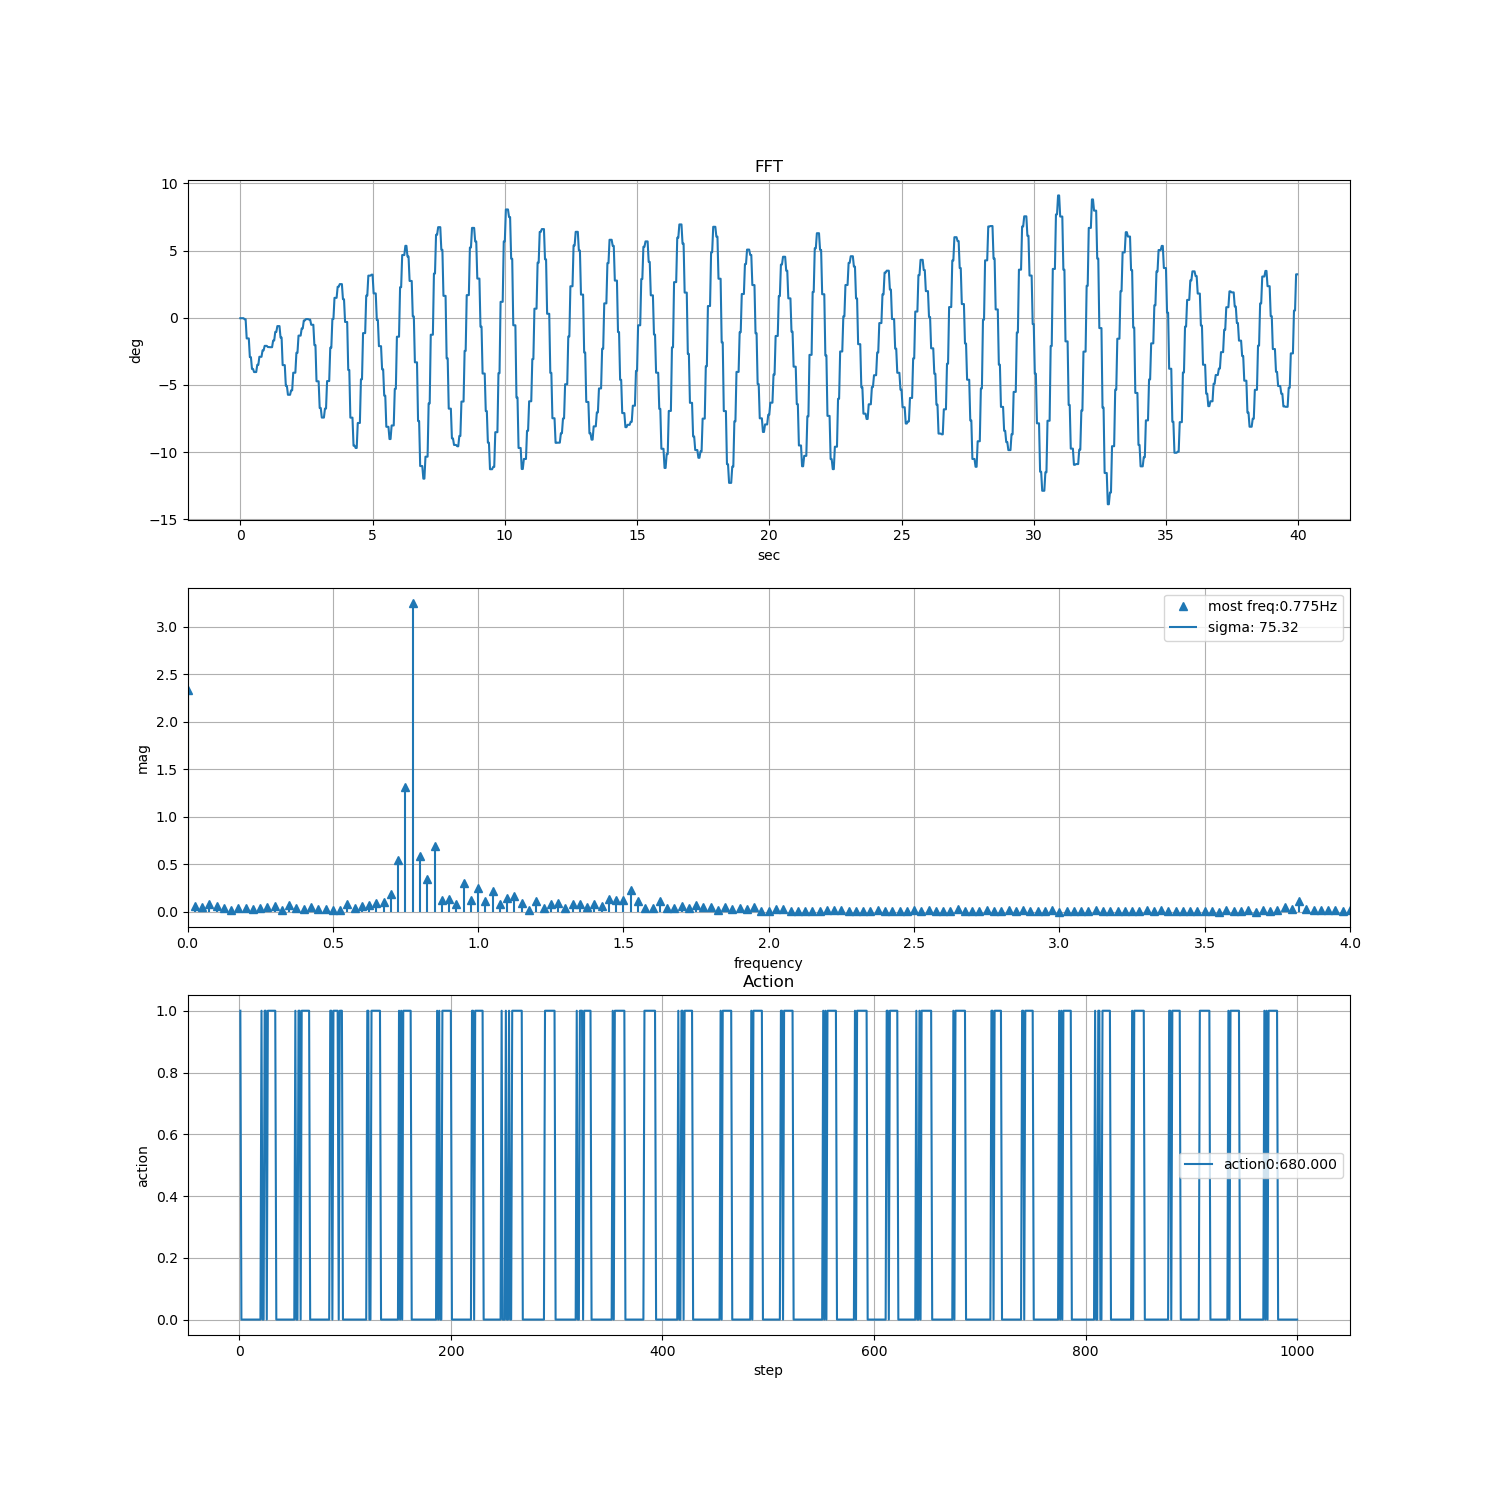 FFT
10
5
0
−5
−10
−15
deg
0 5 10 15 20 25 30 35 40
sec
most freq:0.775Hz
sigma: 75.32
3.0
2.5
2.0
1.5
1.0
0.5
0.0
mag
0.0 0.5 1.0 1.5 2.0 2.5 3.0 3.5 4.0
frequency
Action
1.0
0.8
0.6
0.4
0.2
0.0
action
action0:680.000
0 200 400 600 800 1000
step